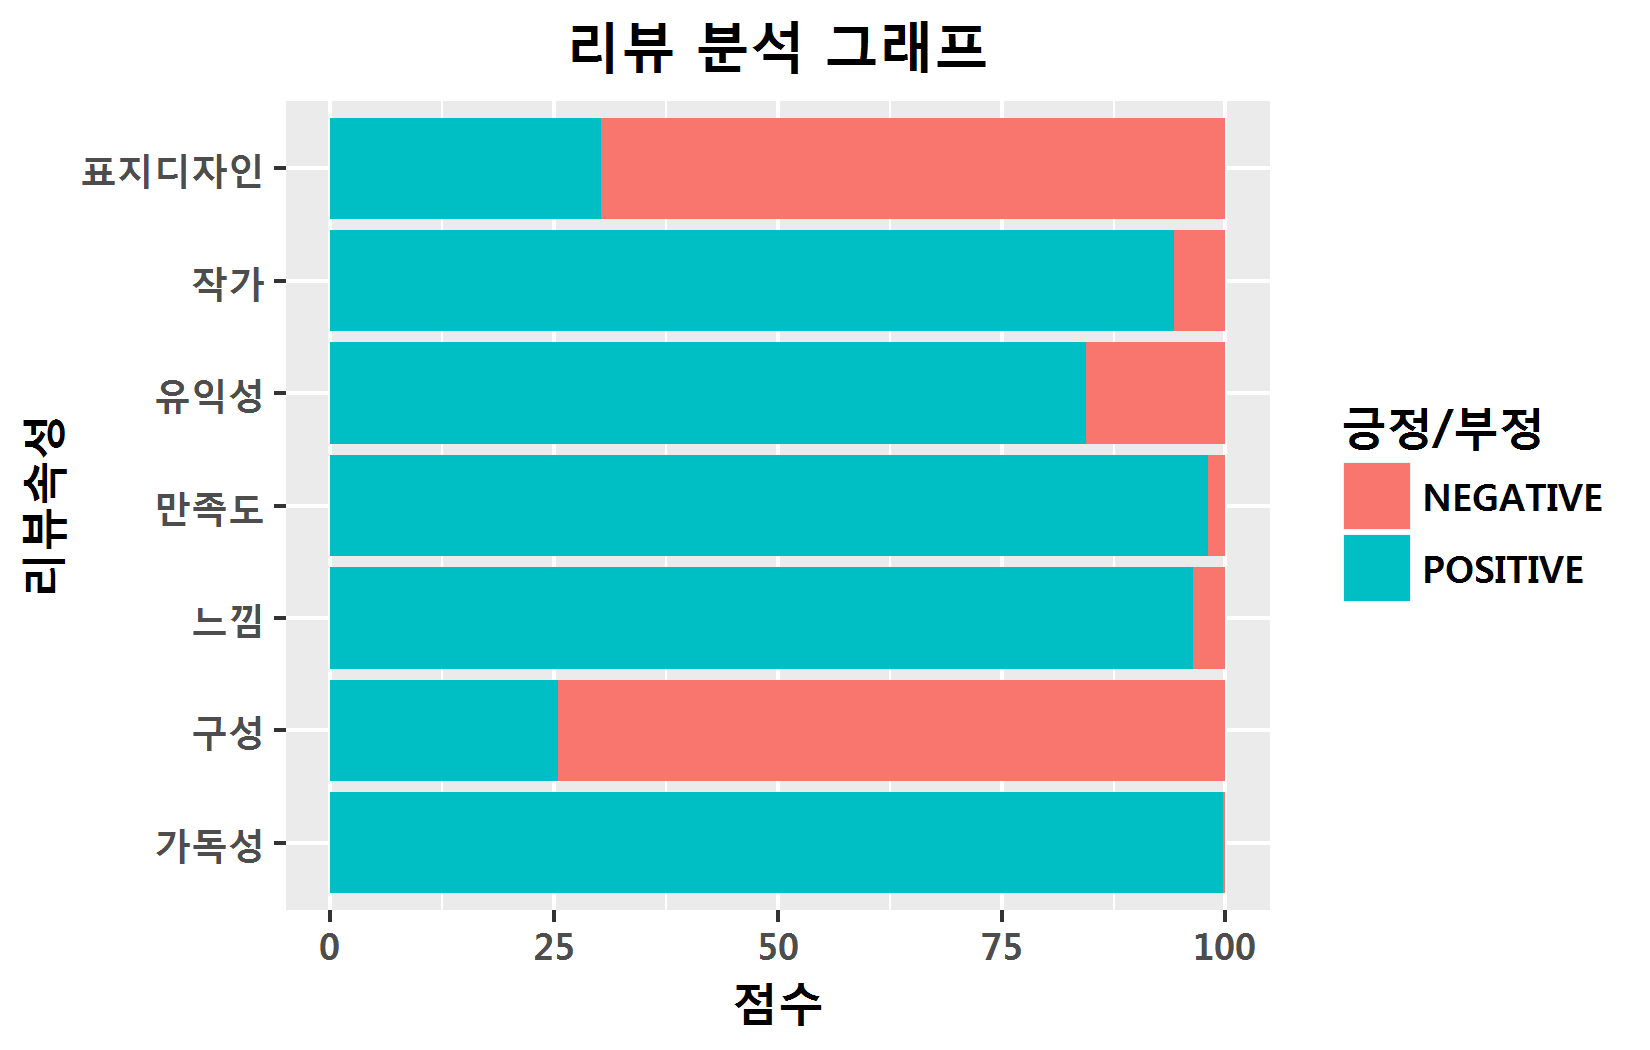 리뷰 분석 그래프
리뷰속성
표지디자인
작가
유익성
만족도
느낌
구성
가독성
0 25 50 75 100
점수
긍정/부정
NEGATIVE
POSITIVE